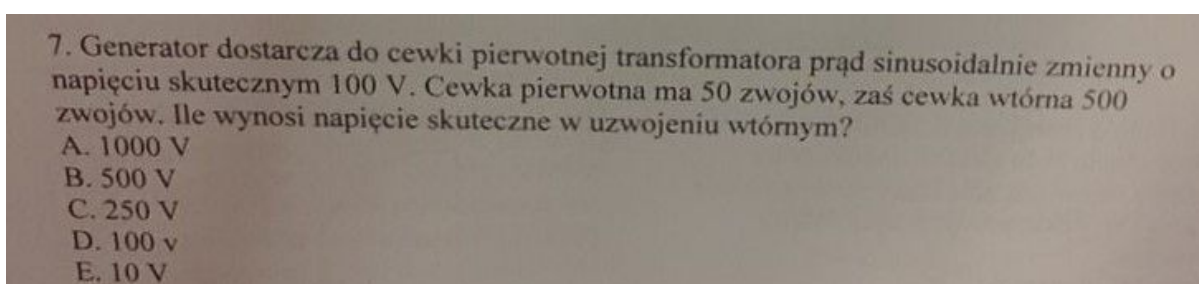 7. Generator dostarcza do cewki pierwotnej transformatora prąd sinusoidalnie zmienny o
napięciu skutecznym 100 V. Cewka pierwotna ma 50 zwojów, zaś cewka wtórna 500
zwojów. Ile wynosi napięcie skuteczne w uzwojeniu wtórnym?
A. 1000 V
B. 500 V
C. 250 V
D. 100 v
E. 10 V